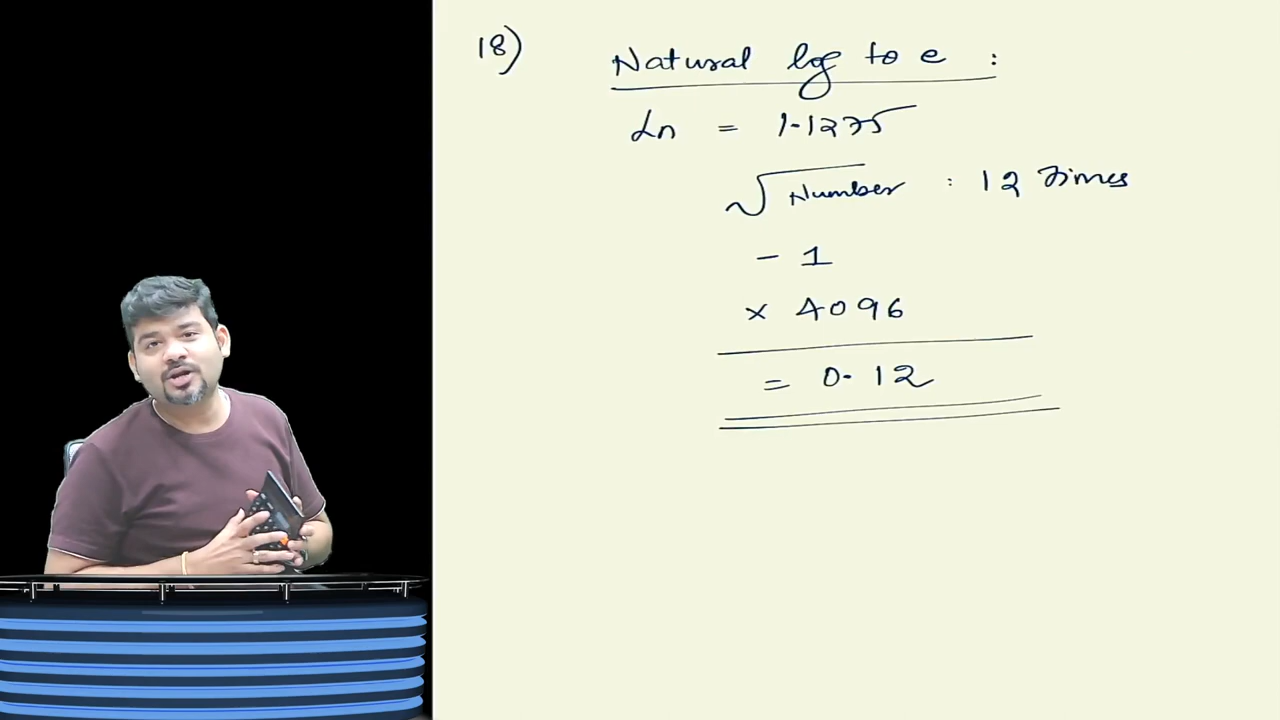 18) Natural log to e :
Ln = 1.1275
√Number : 12 times
- 1
× 4096
= 0.12